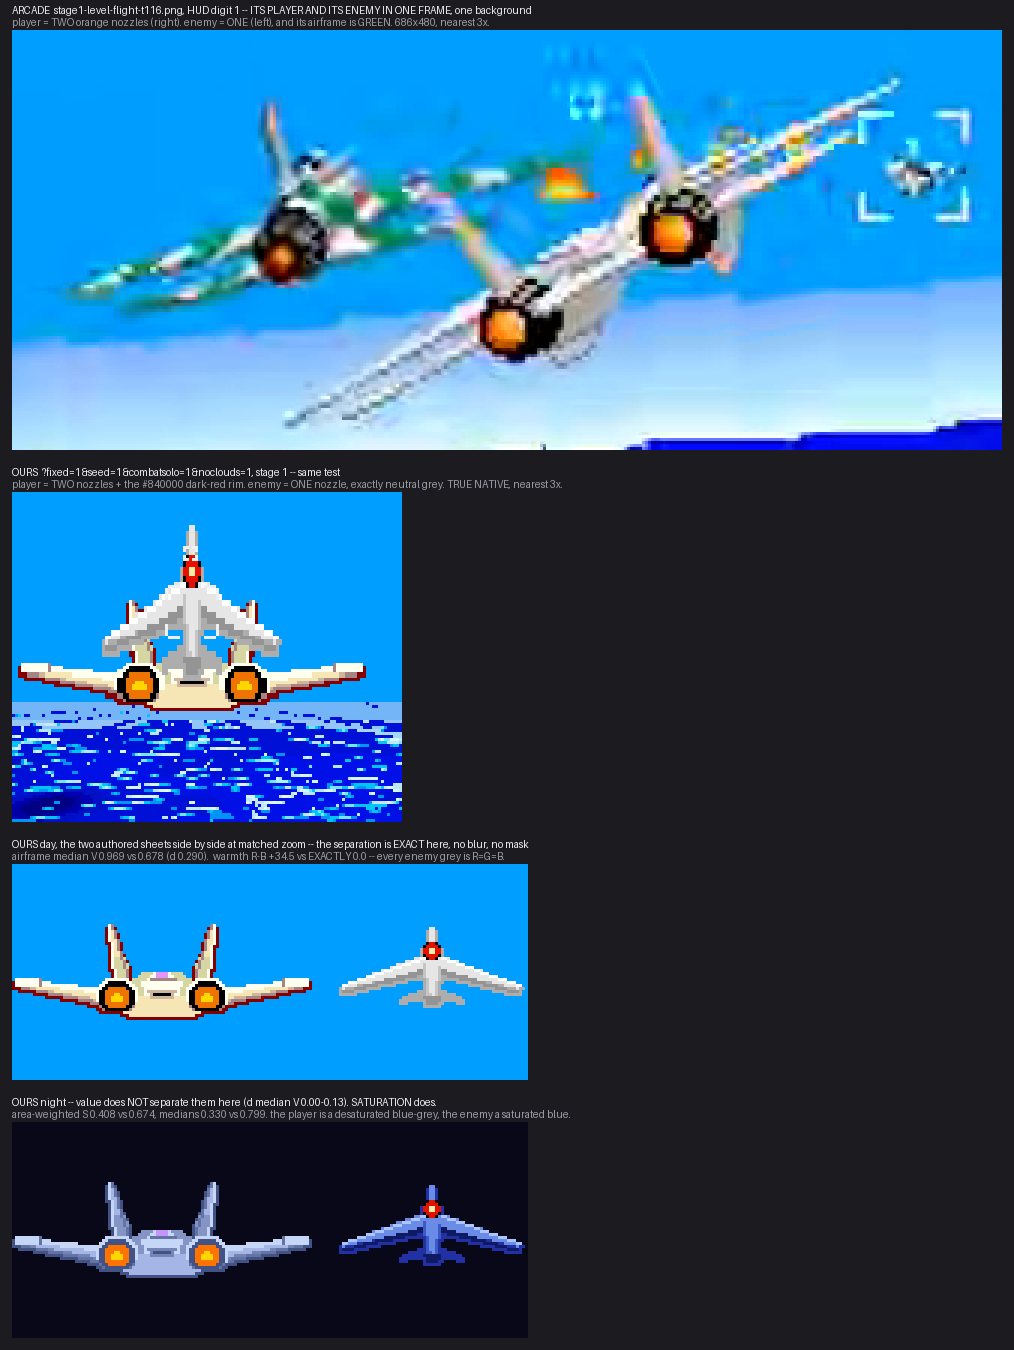 ARCADE stage1-level-flight-t116.png, HUD digit 1 -- ITS PLAYER AND ITS ENEMY IN ONE FRAME, one background
player = TWO orange nozzles (right). enemy = ONE (left), and its airframe is GREEN. 686x480, nearest 3x.
OURS ?fixed=1&seed=1&combatsolo=1&noclouds=1, stage 1 -- same test
player = TWO nozzles + the #840000 dark-red rim. enemy = ONE nozzle, exactly neutral grey. TRUE NATIVE, nearest 3x.
OURS day, the two authored sheets side by side at matched zoom -- the separation is EXACT here, no blur, no mask
airframe median V 0.969 vs 0.678 (d 0.290). warmth R-B +34.5 vs EXACTLY 0.0 -- every enemy grey is R=G=B.
OURS night -- value does NOT separate them here (d median V 0.00-0.13). SATURATION does.
area-weighted S 0.408 vs 0.674, medians 0.330 vs 0.799. the player is a desaturated blue-grey, the enemy a saturated blue.